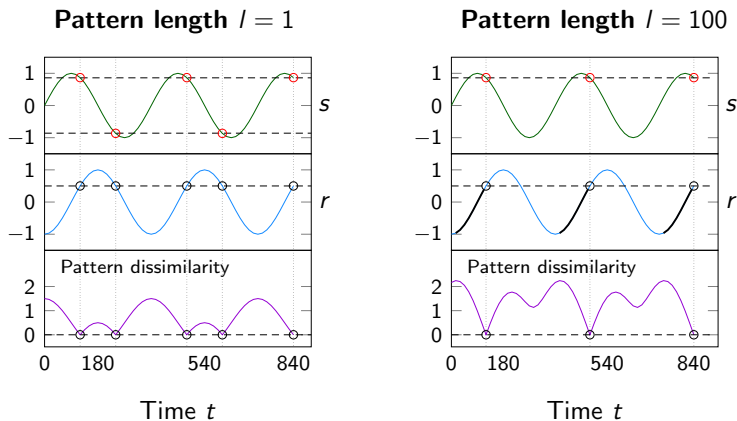 Pattern length l = 1
1
0
−1
s
1
0
−1
r
Pattern dissimilarity
2
1
0
0 180 540 840
Time t
Pattern length l = 100
1
0
−1
s
1
0
−1
r
Pattern dissimilarity
2
1
0
0 180 540 840
Time t